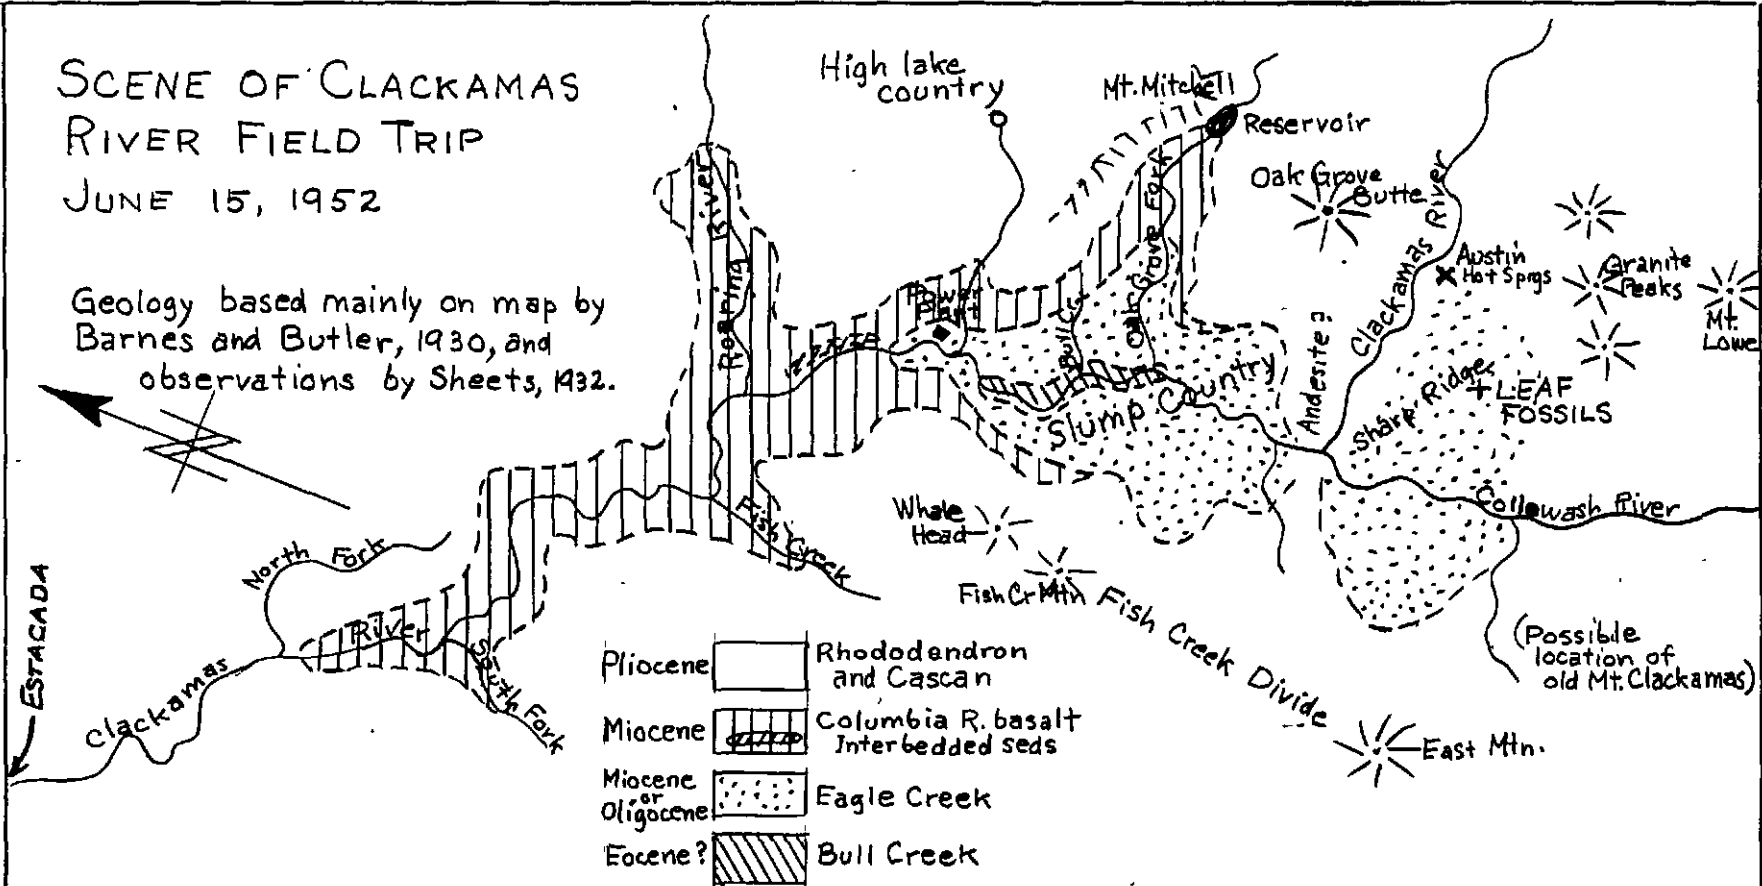 SCENE OF CLACKAMAS
RIVER FIELD TRIP
JUNE 15, 1952
Geology based mainly on map by
Barnes and Butler, 1930, and
observations by Sheets, 1932.
High lake
country
Mt. Mitchell
Reservoir
Oak Grove
Butte
Clackamas River
Austin
Hot Sprgs
Granite
Peaks
Mt.
Lowe
Roaring River
Power
Plant
Bull Cr.
Oak Grove Fork
Andesite?
Sharp Ridge
LEAF
FOSSILS
Slump Country
Collowash River
Whale
Head
Fish Cr Mtn
Fish Creek Divide
Fish Creek
North Fork
ESTACADA
Clackamas River
South Fork
(Possible
location of
old Mt. Clackamas)
East Mtn.
Pliocene
Rhododendron
and Cascan
Miocene
Columbia R. basalt
Interbedded seds
Miocene
or
Oligocene
Eagle Creek
Eocene?
Bull Creek